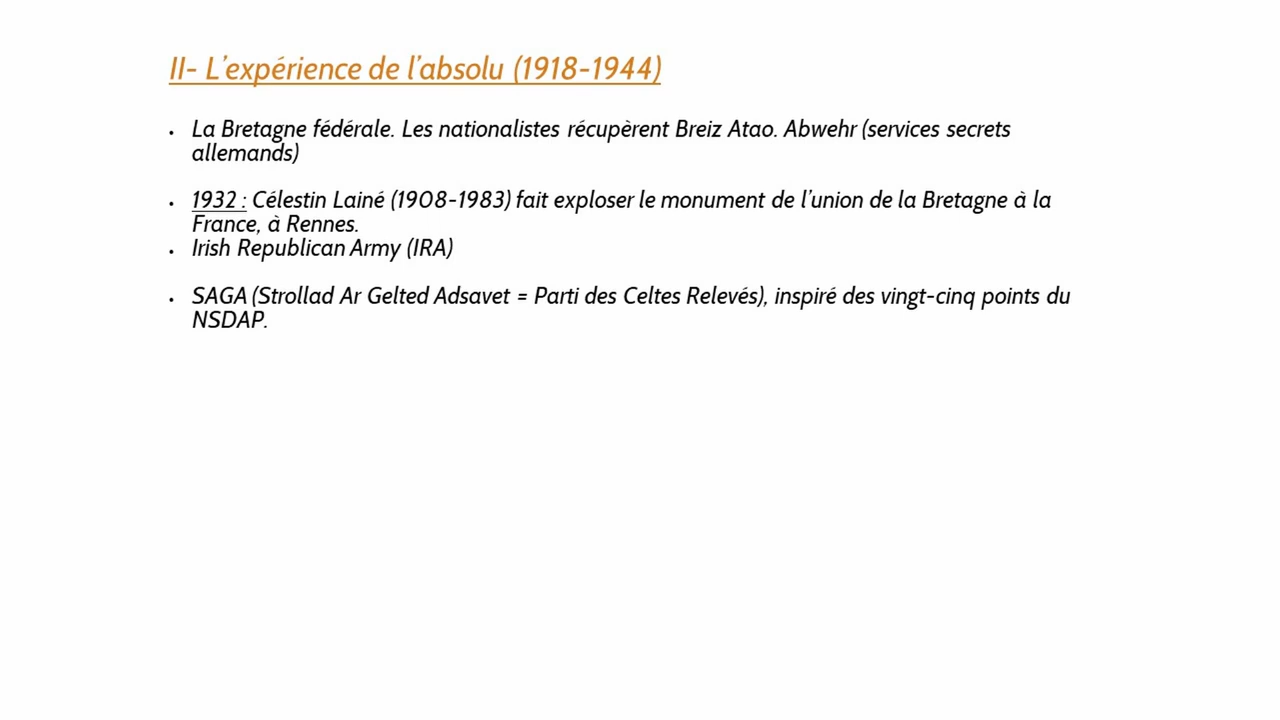 II- L’expérience de l’absolu (1918-1944)
• La Bretagne fédérale. Les nationalistes récupèrent Breiz Atao. Abwehr (services secrets
allemands)
• 1932 : Célestin Lainé (1908-1983) fait exploser le monument de l’union de la Bretagne à la
France, à Rennes.
• Irish Republican Army (IRA)
• SAGA (Strollad Ar Gelted Adsavet = Parti des Celtes Relevés), inspiré des vingt-cinq points du
NSDAP.